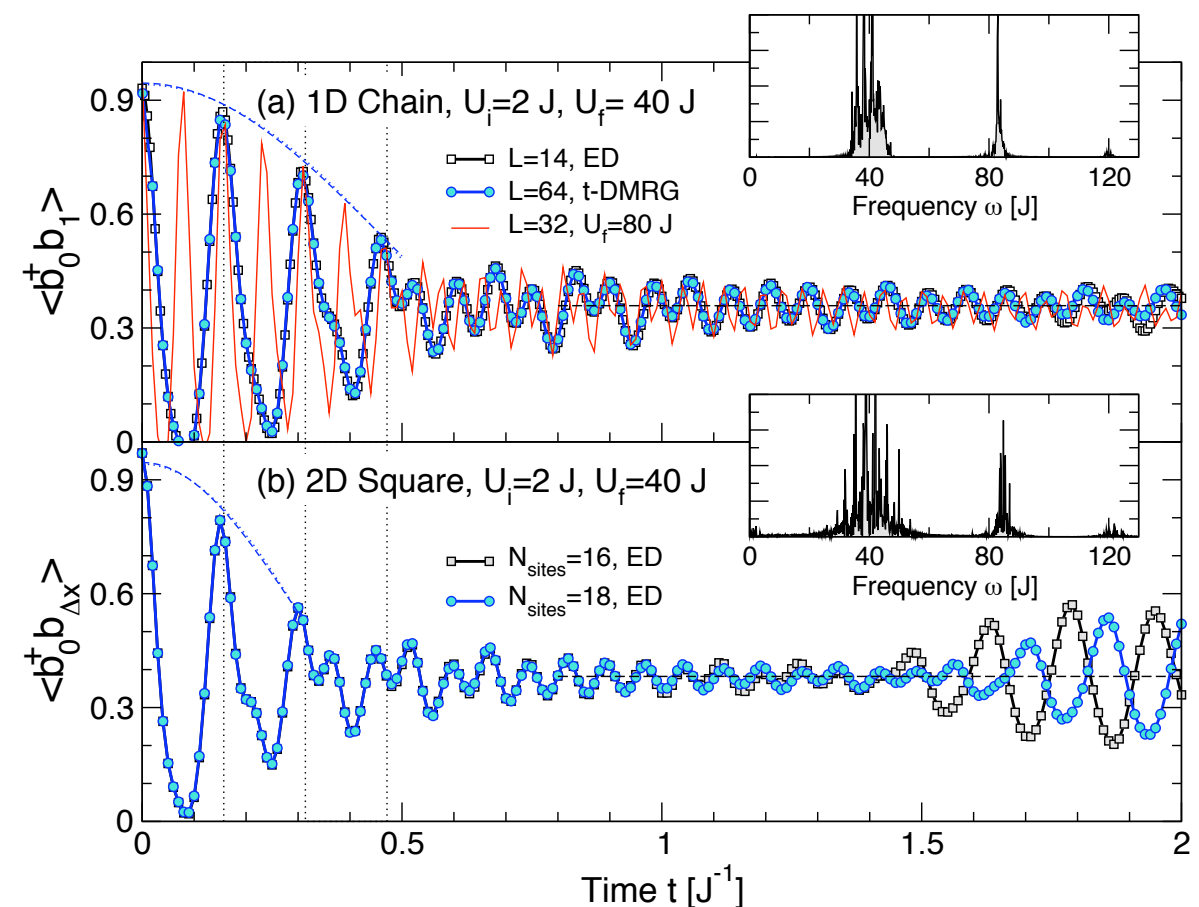 (a) 1D Chain, U_i=2 J, U_f= 40 J
L=14, ED
L=64, t-DMRG
L=32, U_f=80 J
0 40 80 120
Frequency ω [J]
<b_0^+ b_1>
0.9
0.6
0.3
0
(b) 2D Square, U_i=2 J, U_f=40 J
N_sites=16, ED
N_sites=18, ED
0 40 80 120
Frequency ω [J]
<b_0^+ b_Δx>
0.9
0.6
0.3
0
0 0.5 1 1.5 2
Time t [J^-1]